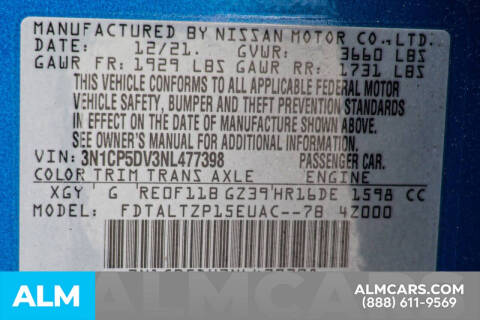 MANUFACTURED BY NISSAN MOTOR CO.,LTD.
DATE: 12/21. GVWR: 3660 LBS
GAWR FR: 1929 LBS GAWR RR: 1731 LBS
THIS VEHICLE CONFORMS TO ALL APPLICABLE FEDERAL MOTOR
VEHICLE SAFETY, BUMPER AND THEFT PREVENTION STANDARDS
IN EFFECT ON THE DATE OF MANUFACTURE SHOWN ABOVE.
SEE OWNER'S MANUAL FOR ADDITIONAL INFORMATION.
VIN: 3N1CP5DV3NL477398 PASSENGER CAR.
COLOR TRIM TRANS AXLE ENGINE
XGY G RE0F11B GZ39 HR16DE 1598 CC
MODEL: FDTALTZP15EUAC--7B 4Z000
ALM
ALMCARS.COM
(888) 611-9569